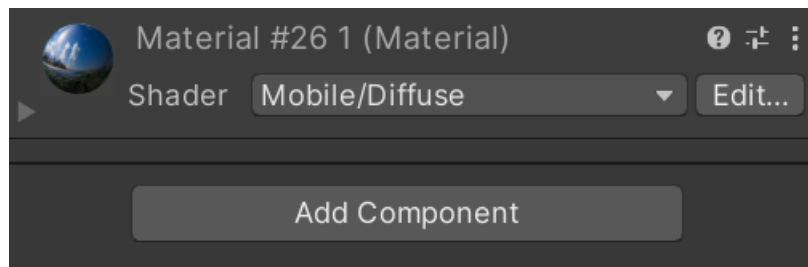 Material #26 1 (Material)
Shader Mobile/Diffuse Edit...
Add Component